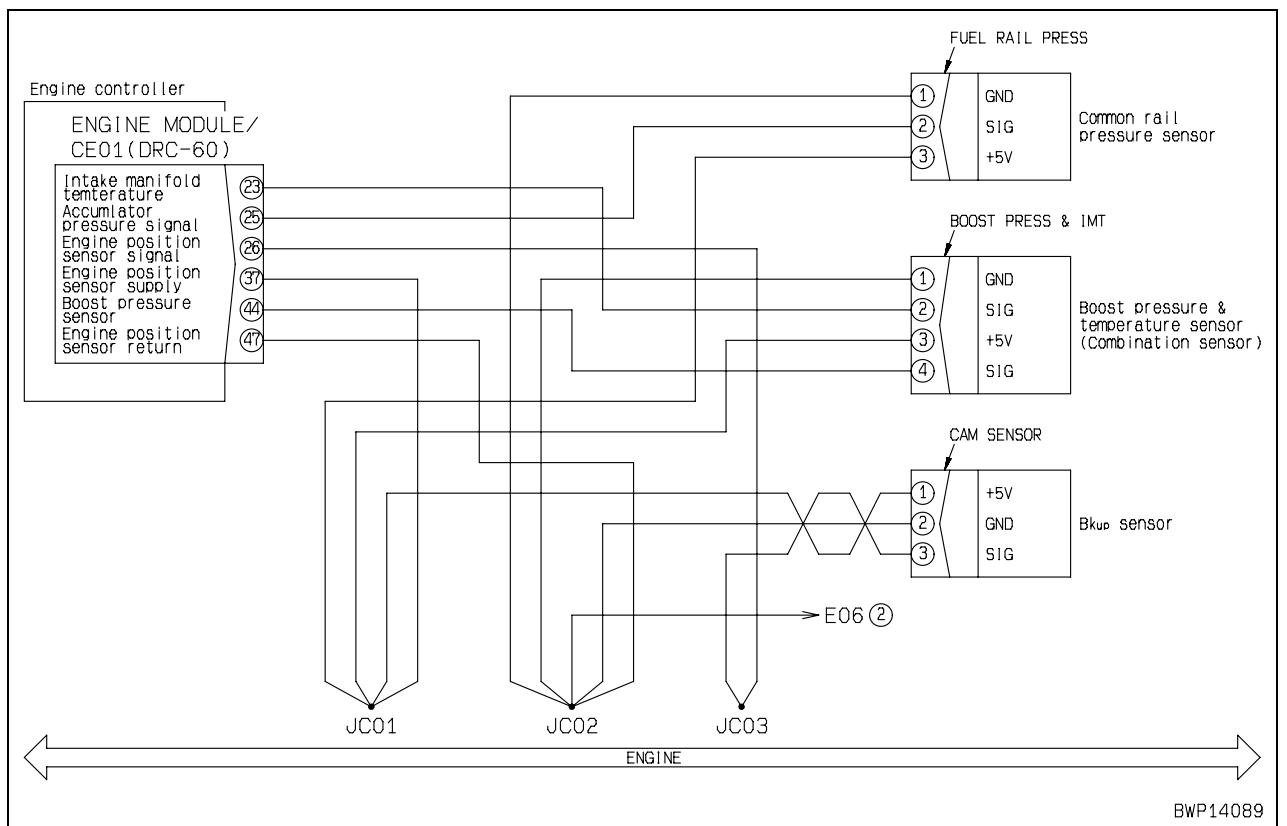 FUEL RAIL PRESS
Engine controller
ENGINE MODULE/
CE01(DRC-60)
Intake manifold
temterature
23
Accumlator
pressure signal
25
Engine position
sensor signal
26
Engine position
sensor supply
37
Boost pressure
sensor
44
Engine position
sensor return
47
1 GND
2 SIG
3 +5V
Common rail
pressure sensor
BOOST PRESS & IMT
1 GND
2 SIG
3 +5V
4 SIG
Boost pressure &
temperature sensor
(Combination sensor)
CAM SENSOR
1 +5V
2 GND
3 SIG
Bkup sensor
E06 2
JC01
JC02
JC03
ENGINE
BWP14089